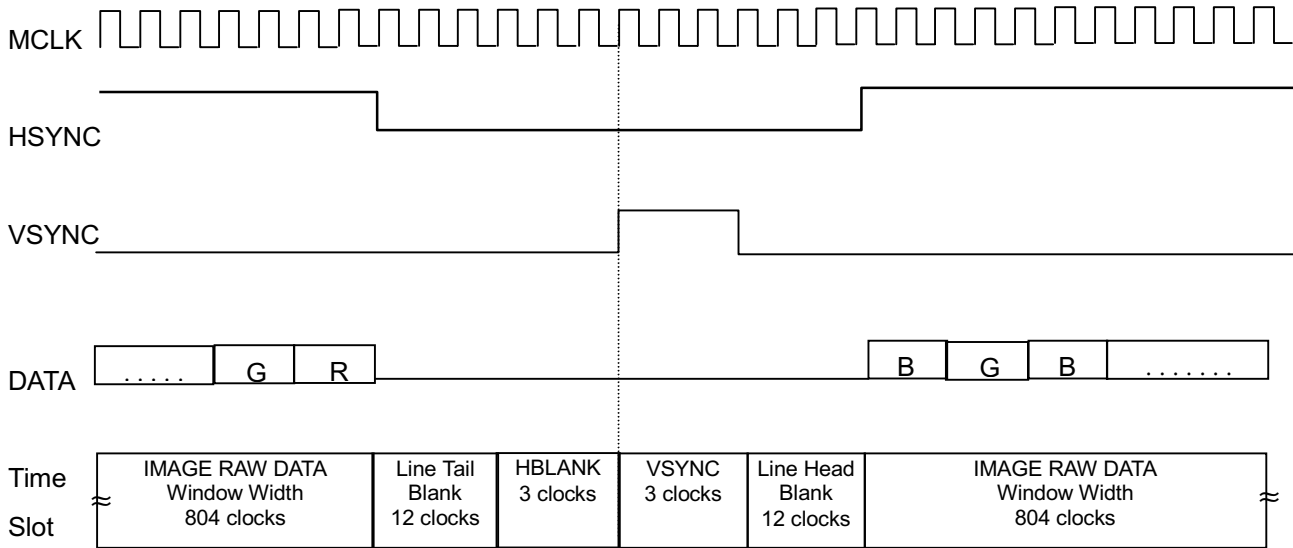 MCLK
HSYNC
VSYNC
DATA
. . . . .
G
R
B
G
B
. . . . . . .
Time
Slot
IMAGE RAW DATA
Window Width
804 clocks
Line Tail
Blank
12 clocks
HBLANK
3 clocks
VSYNC
3 clocks
Line Head
Blank
12 clocks
IMAGE RAW DATA
Window Width
804 clocks